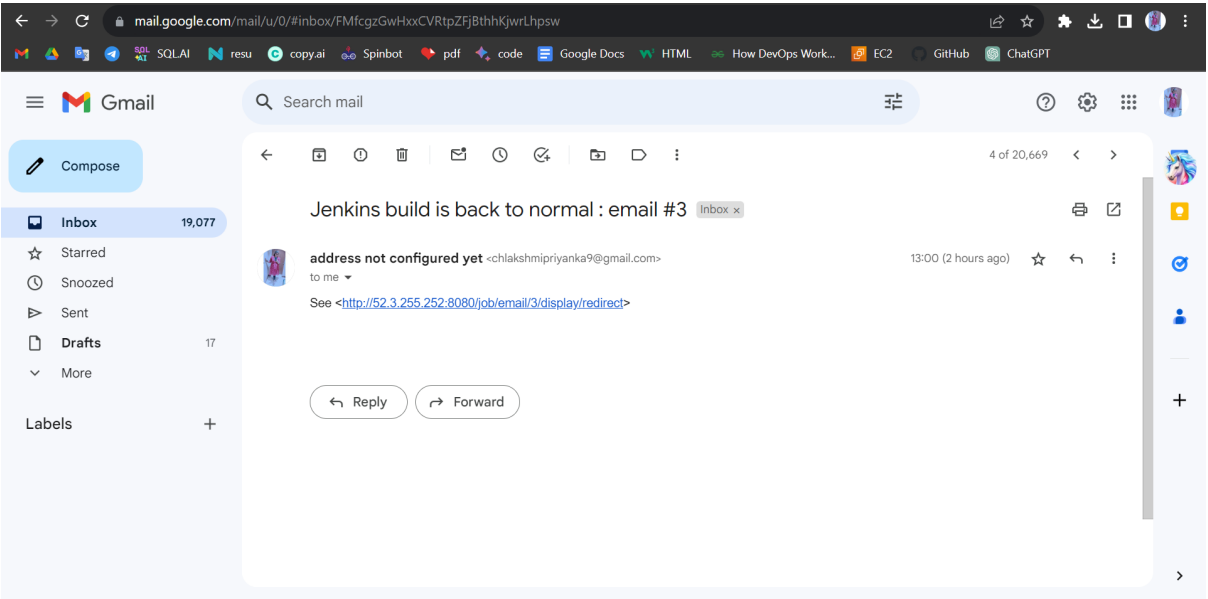 mail.google.com/mail/u/0/#inbox/FMfcgzGwHxxCVRtpZFjBthhKjwrLhpsw
SQL.AI resu copy.ai Spinbot pdf code Google Docs HTML How DevOps Work... EC2 GitHub ChatGPT
Gmail
Search mail
Compose
4 of 20,669
Inbox 19,077
Starred
Snoozed
Sent
Drafts 17
More
Labels
Jenkins build is back to normal : email #3 Inbox ×
address not configured yet <chlakshmipriyanka9@gmail.com> 13:00 (2 hours ago)
to me
See <http://52.3.255.252:8080/job/email/3/display/redirect>
Reply Forward